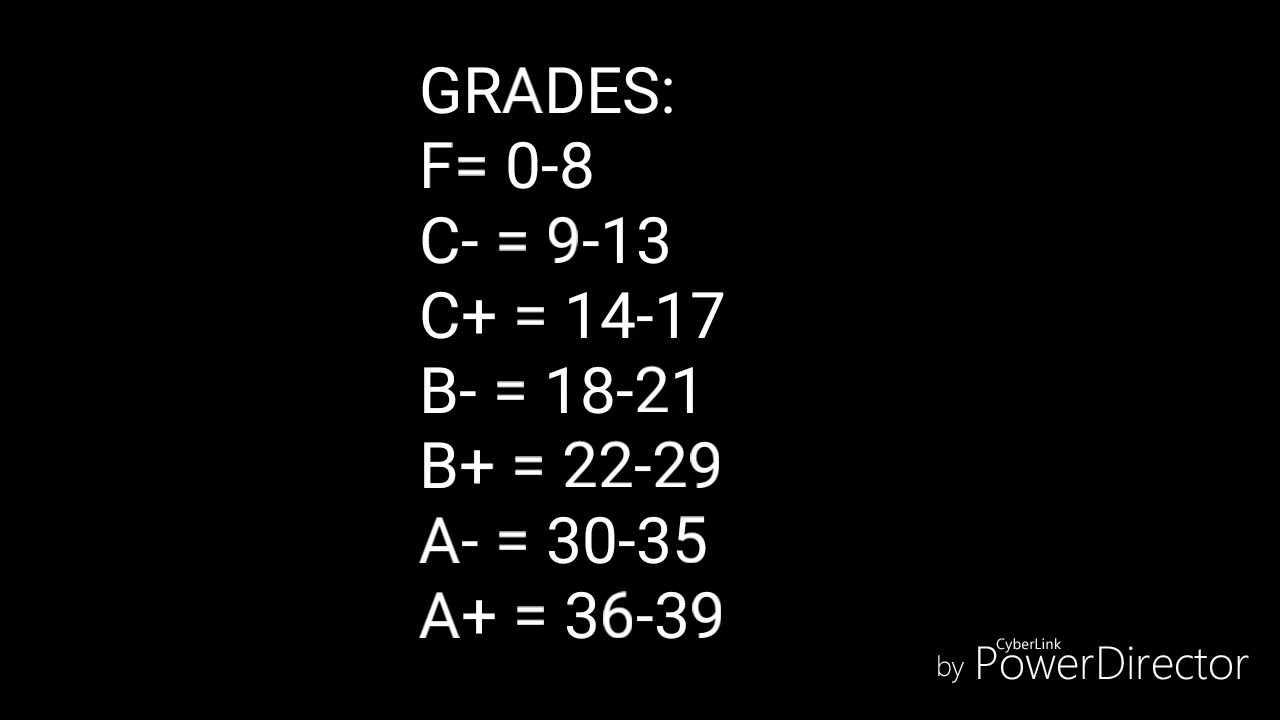 GRADES:
F= 0-8
C- = 9-13
C+ = 14-17
B- = 18-21
B+ = 22-29
A- = 30-35
A+ = 36-39
CyberLink
by PowerDirector